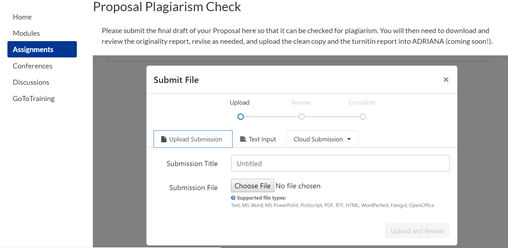 Proposal Plagiarism Check
Home
Modules
Assignments
Conferences
Discussions
GoToTraining
Please submit the final draft of your Proposal here so that it can be checked for plagiarism. You will then need to download and
review the originality report, revise as needed, and upload the clean copy and the turnitin report into ADRIANA (coming soon!).
Submit File ×
Upload Review Complete
Upload Submission Text Input Cloud Submission
Submission Title Untitled
Submission File Choose File No file chosen
Supported file types:
Text, MS Word, MS PowerPoint, Postscript, PDF, RTF, HTML, WordPerfect, Hangul, OpenOffice
Upload and Review